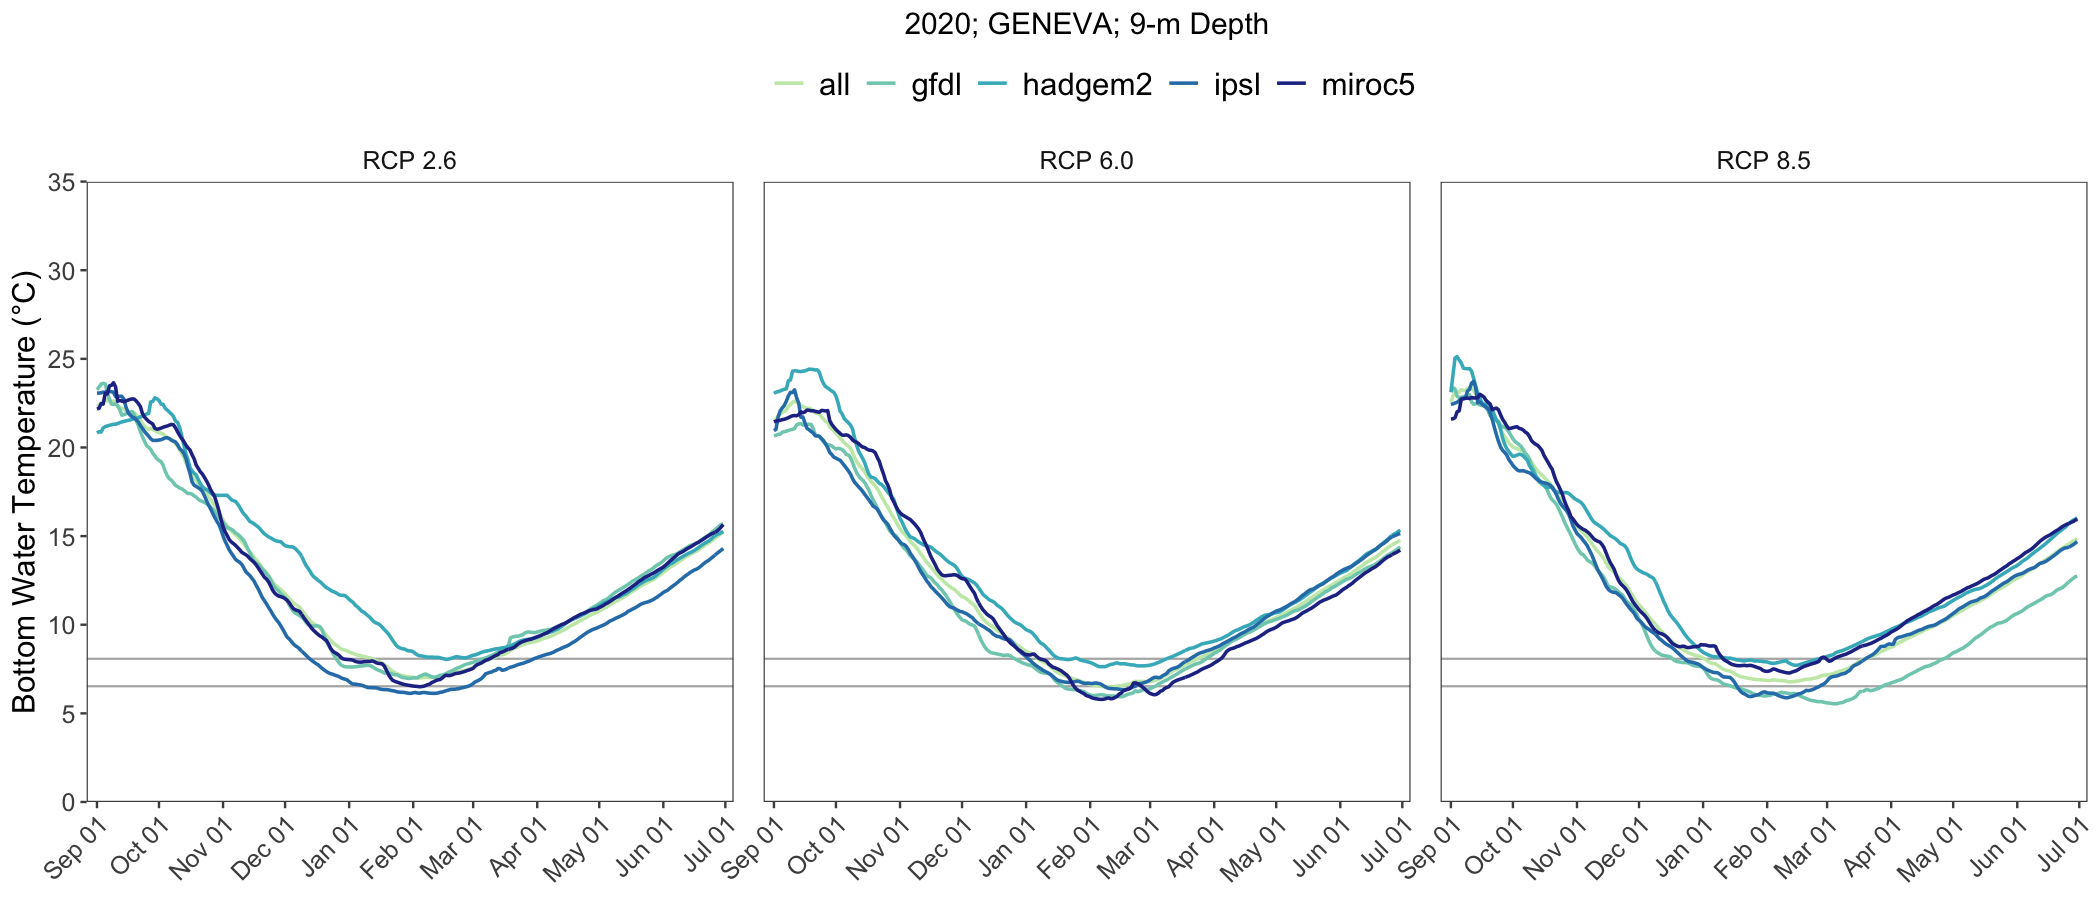 2020; GENEVA; 9-m Depth
all gfdl hadgem2 ipsl miroc5
RCP 2.6 RCP 6.0 RCP 8.5
Bottom Water Temperature (°C)
35
30
25
20
15
10
5
0
Sep 01 Oct 01 Nov 01 Dec 01 Jan 01 Feb 01 Mar 01 Apr 01 May 01 Jun 01 Jul 01
Sep 01 Oct 01 Nov 01 Dec 01 Jan 01 Feb 01 Mar 01 Apr 01 May 01 Jun 01 Jul 01
Sep 01 Oct 01 Nov 01 Dec 01 Jan 01 Feb 01 Mar 01 Apr 01 May 01 Jun 01 Jul 01